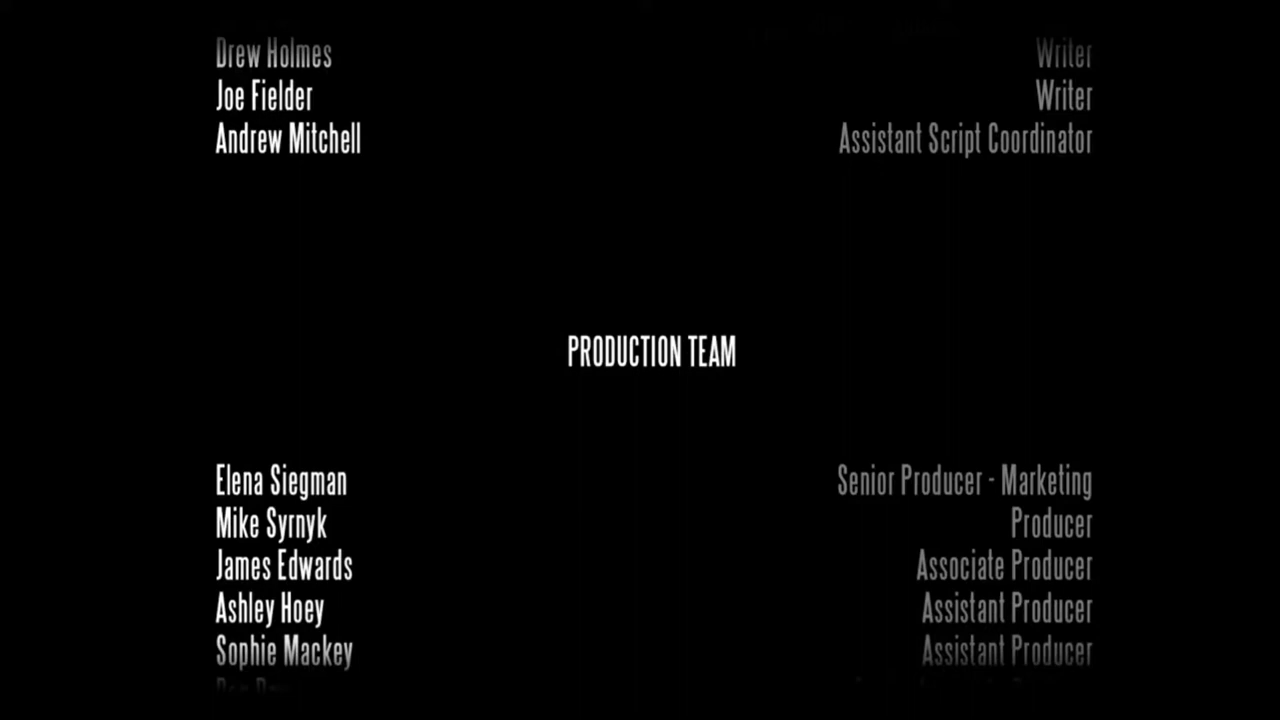 Drew Holmes Writer
Joe Fielder Writer
Andrew Mitchell Assistant Script Coordinator
PRODUCTION TEAM
Elena Siegman Senior Producer - Marketing
Mike Syrnyk Producer
James Edwards Associate Producer
Ashley Hoey Assistant Producer
Sophie Mackey Assistant Producer